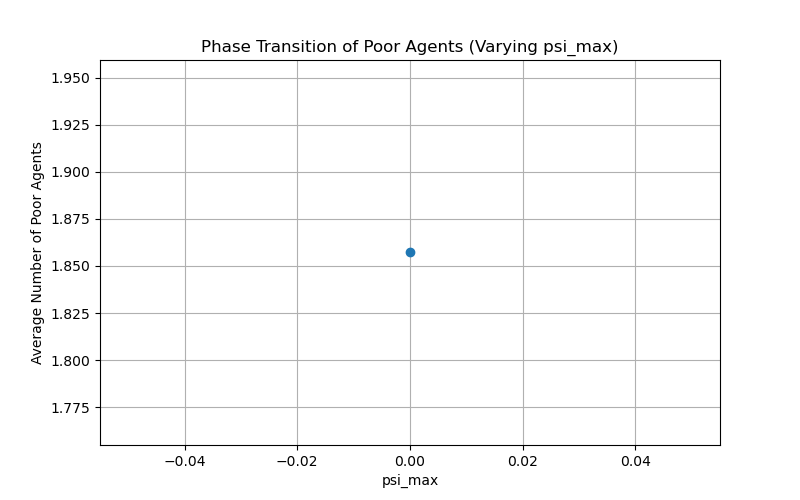 Phase Transition of Poor Agents (Varying psi_max)
Average Number of Poor Agents
1.950
1.925
1.900
1.875
1.850
1.825
1.800
1.775
−0.04 −0.02 0.00 0.02 0.04
psi_max